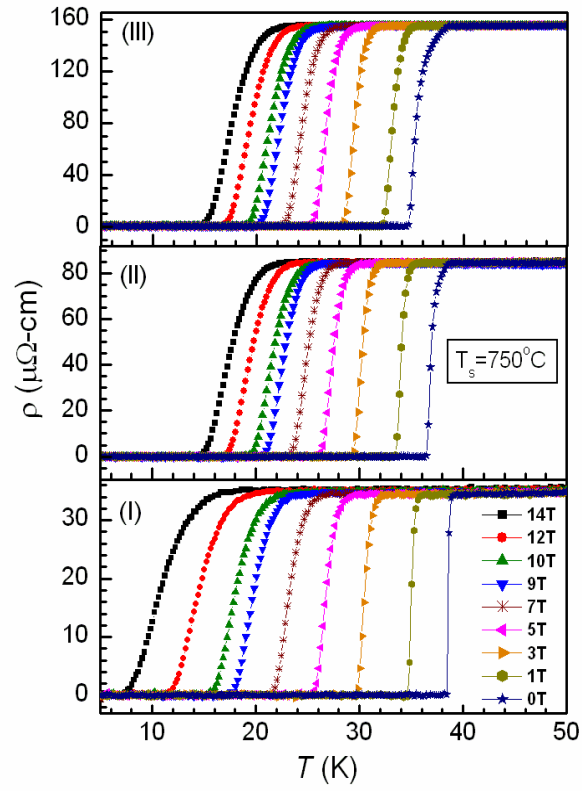 (III)
160
120
80
40
0
(II)
80
60
40
20
0
T_s=750°C
ρ (μΩ-cm)
(I)
30
20
10
0
14T
12T
10T
9T
7T
5T
3T
1T
0T
10 20 30 40 50
T (K)